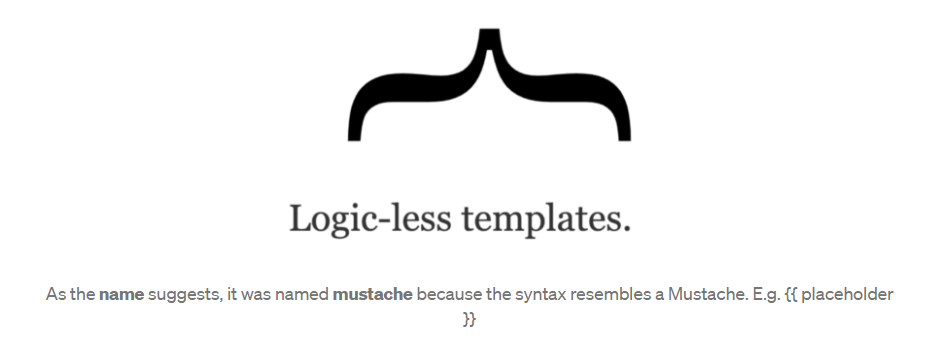 Logic-less templates.
As the name suggests, it was named mustache because the syntax resembles a Mustache. E.g. {{ placeholder
}}